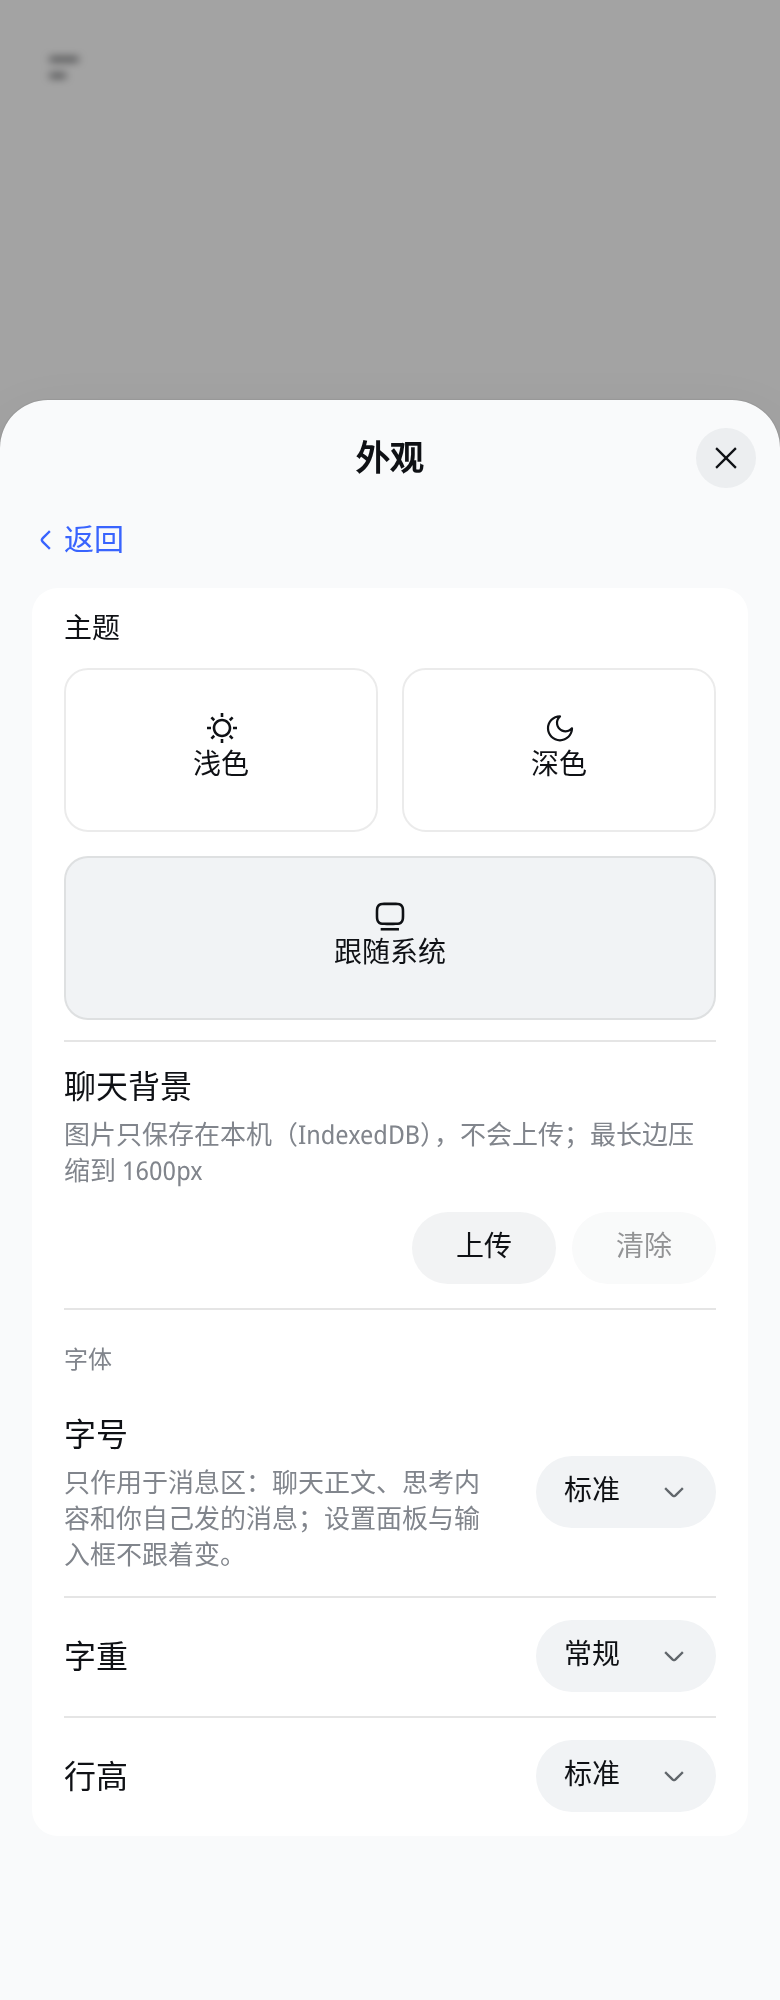 外观
返回
主题
浅色
深色
跟随系统
聊天背景
图片只保存在本机（IndexedDB），不会上传；最长边压
缩到 1600px
上传
清除
字体
字号
只作用于消息区：聊天正文、思考内
容和你自己发的消息；设置面板与输
入框不跟着变。
标准
字重
常规
行高
标准